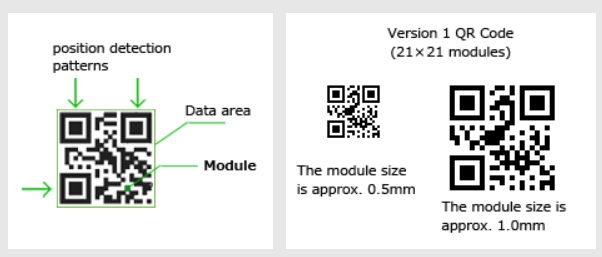 position detection
patterns
Data area
Module
Version 1 QR Code
(21×21 modules)
The module size
is approx. 0.5mm
The module size is
approx. 1.0mm